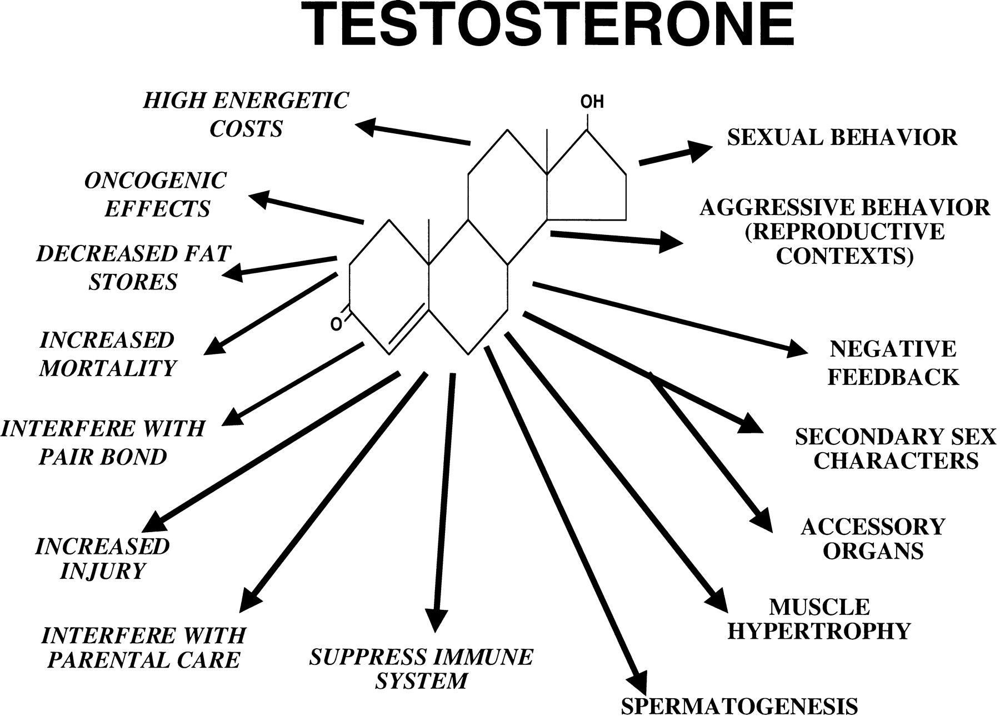 TESTOSTERONE
HIGH ENERGETIC
COSTS
ONCOGENIC
EFFECTS
DECREASED FAT
STORES
INCREASED
MORTALITY
INTERFERE WITH
PAIR BOND
INCREASED
INJURY
INTERFERE WITH
PARENTAL CARE
SUPPRESS IMMUNE
SYSTEM
OH
O
SEXUAL BEHAVIOR
AGGRESSIVE BEHAVIOR
(REPRODUCTIVE
CONTEXTS)
NEGATIVE
FEEDBACK
SECONDARY SEX
CHARACTERS
ACCESSORY
ORGANS
MUSCLE
HYPERTROPHY
SPERMATOGENESIS